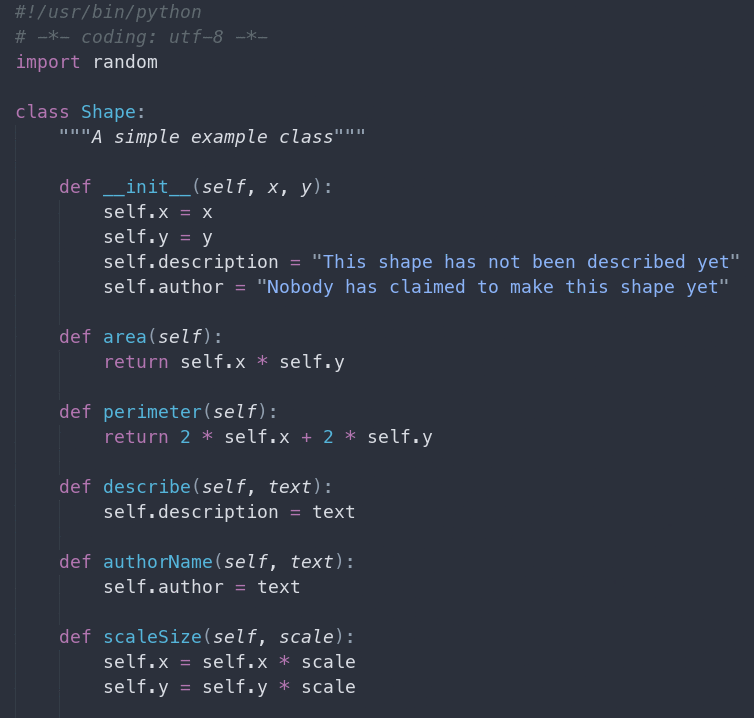 #!/usr/bin/python
# -*- coding: utf-8 -*-
import random

class Shape:
    """A simple example class"""

    def __init__(self, x, y):
        self.x = x
        self.y = y
        self.description = "This shape has not been described yet"
        self.author = "Nobody has claimed to make this shape yet"

    def area(self):
        return self.x * self.y

    def perimeter(self):
        return 2 * self.x + 2 * self.y

    def describe(self, text):
        self.description = text

    def authorName(self, text):
        self.author = text

    def scaleSize(self, scale):
        self.x = self.x * scale
        self.y = self.y * scale